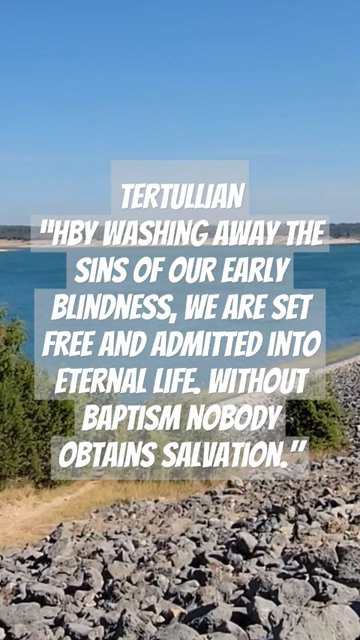 TERTULLIAN
"HBY WASHING AWAY THE
SINS OF OUR EARLY
BLINDNESS, WE ARE SET
FREE AND ADMITTED INTO
ETERNAL LIFE. WITHOUT
BAPTISM NOBODY
OBTAINS SALVATION."